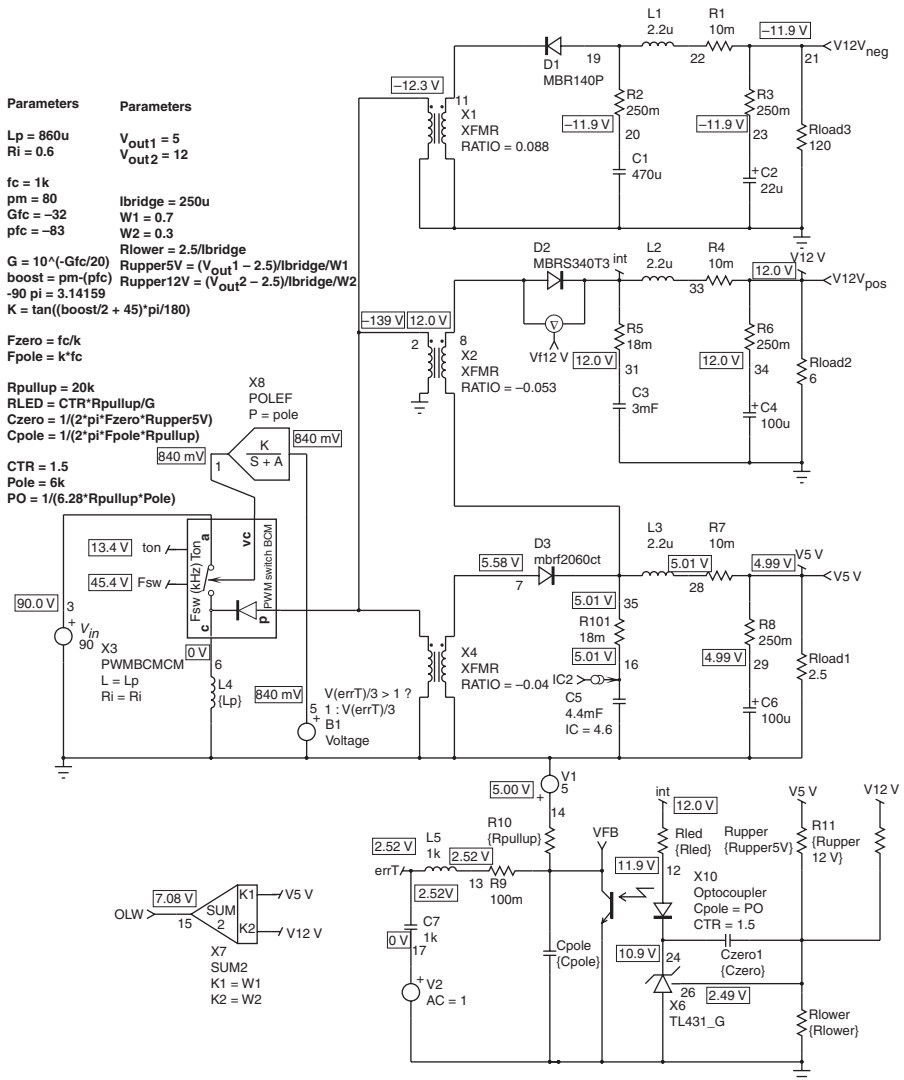 Parameters
Lp = 860u
Ri = 0.6
fc = 1k
pm = 80
Gfc = –32
pfc = –83
G = 10^(-Gfc/20)
boost = pm-(pfc)
-90 pi = 3.14159
K = tan((boost/2 + 45)*pi/180)
Fzero = fc/k
Fpole = k*fc
Rpullup = 20k
RLED = CTR*Rpullup/G
Czero = 1/(2*pi*Fzero*Rupper5V)
Cpole = 1/(2*pi*Fpole*Rpullup)
CTR = 1.5
Pole = 6k
PO = 1/(6.28*Rpullup*Pole)
Parameters
Vout1 = 5
Vout2 = 12
Ibridge = 250u
W1 = 0.7
W2 = 0.3
Rlower = 2.5/Ibridge
Rupper5V = (Vout1 – 2.5)/Ibridge/W1
Rupper12V = (Vout2 – 2.5)/Ibridge/W2
–12.3 V
11
X1
XFMR
RATIO = 0.088
D1
MBR140P
19
L1
2.2u
22
R1
10m
–11.9 V
21
V12Vneg
R2
250m
–11.9 V
20
C1
470u
R3
250m
–11.9 V
23
C2
22u
Rload3
120
–139 V
12.0 V
2
8
X2
XFMR
RATIO = –0.053
D2
MBRS340T3
Vf12 V
int
L2
2.2u
33
R4
10m
12.0 V
V12 V
V12Vpos
R5
18m
12.0 V
31
C3
3mF
R6
250m
12.0 V
34
C4
100u
Rload2
6
X8
POLEF
P = pole
K
S + A
840 mV
1
840 mV
13.4 V
ton
45.4 V
Fsw
a
vc
c
p
Fsw (kHz) Ton
PWM switch BCM
90.0 V
3
Vin
90
X3
PWMBCMCM
L = Lp
Ri = Ri
0 V
6
L4
{Lp}
840 mV
5
V(errT)/3 > 1 ?
1 : V(errT)/3
B1
Voltage
5.58 V
7
D3
mbrf2060ct
X4
XFMR
RATIO = –0.04
L3
2.2u
5.01 V
28
R7
10m
4.99 V
V5 V
V5 V
5.01 V
35
R101
18m
5.01 V
16
IC2
C5
4.4mF
IC = 4.6
R8
250m
4.99 V
29
C6
100u
Rload1
2.5
5.00 V
V1
5
14
R10
{Rpullup}
VFB
2.52 V
errT
L5
1k
2.52 V
13
R9
100m
2.52V
C7
1k
0 V
17
V2
AC = 1
Cpole
{Cpole}
int
12.0 V
Rled
{Rled}
11.9 V
12
X10
Optocoupler
Cpole = PO
CTR = 1.5
Rupper
{Rupper5V}
V5 V
R11
{Rupper
12 V}
V12 V
10.9 V
24
Czero1
{Czero}
26
2.49 V
X6
TL431_G
Rlower
{Rlower}
OLW
7.08 V
15
SUM
2
K1
K2
V5 V
V12 V
X7
SUM2
K1 = W1
K2 = W2